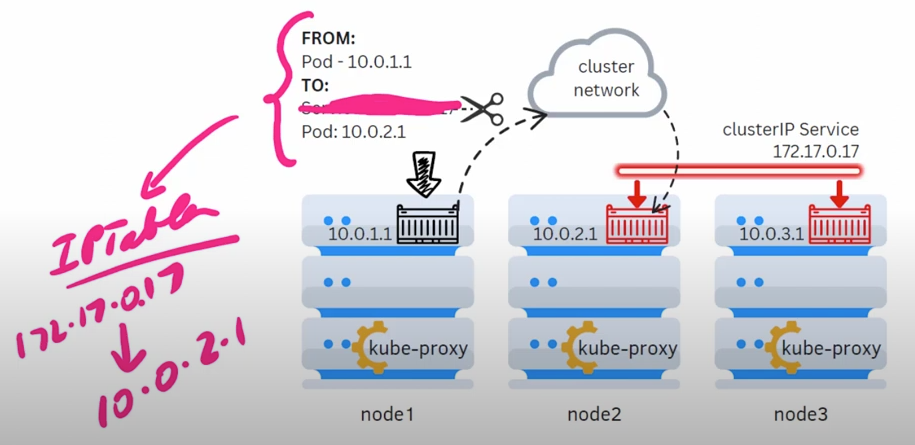 FROM:
Pod - 10.0.1.1
TO:
Pod: 10.0.2.1
cluster
network
clusterIP Service
172.17.0.17
IPTables
172.17.0.17
10.0.2.1
10.0.1.1
10.0.2.1
10.0.3.1
kube-proxy
kube-proxy
kube-proxy
node1
node2
node3